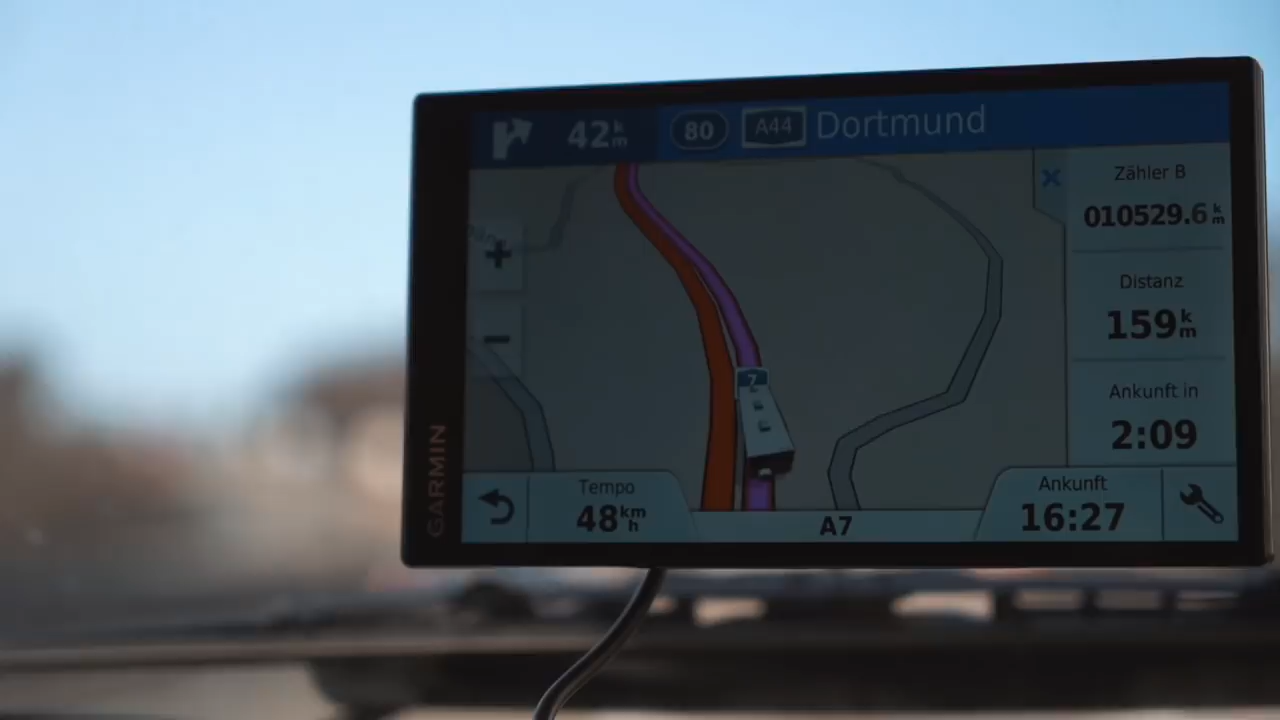 42 km 80 A44 Dortmund
Zähler B
010529.6 km
Distanz
159 km
Ankunft in
2:09
+
−
7
GARMIN
Tempo
48 km h
A7
Ankunft
16:27